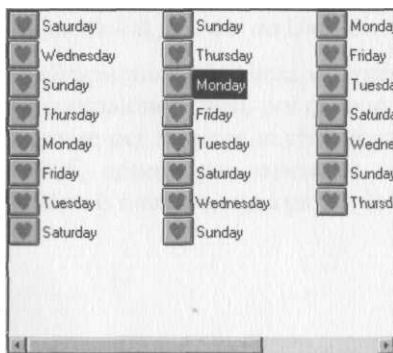 Saturday
Wednesday
Sunday
Thursday
Monday
Friday
Tuesday
Saturday
Sunday
Thursday
Monday
Friday
Tuesday
Saturday
Wednesday
Sunday
Monda
Friday
Tuesda
Saturda
Wedne
Sunday
Thursd